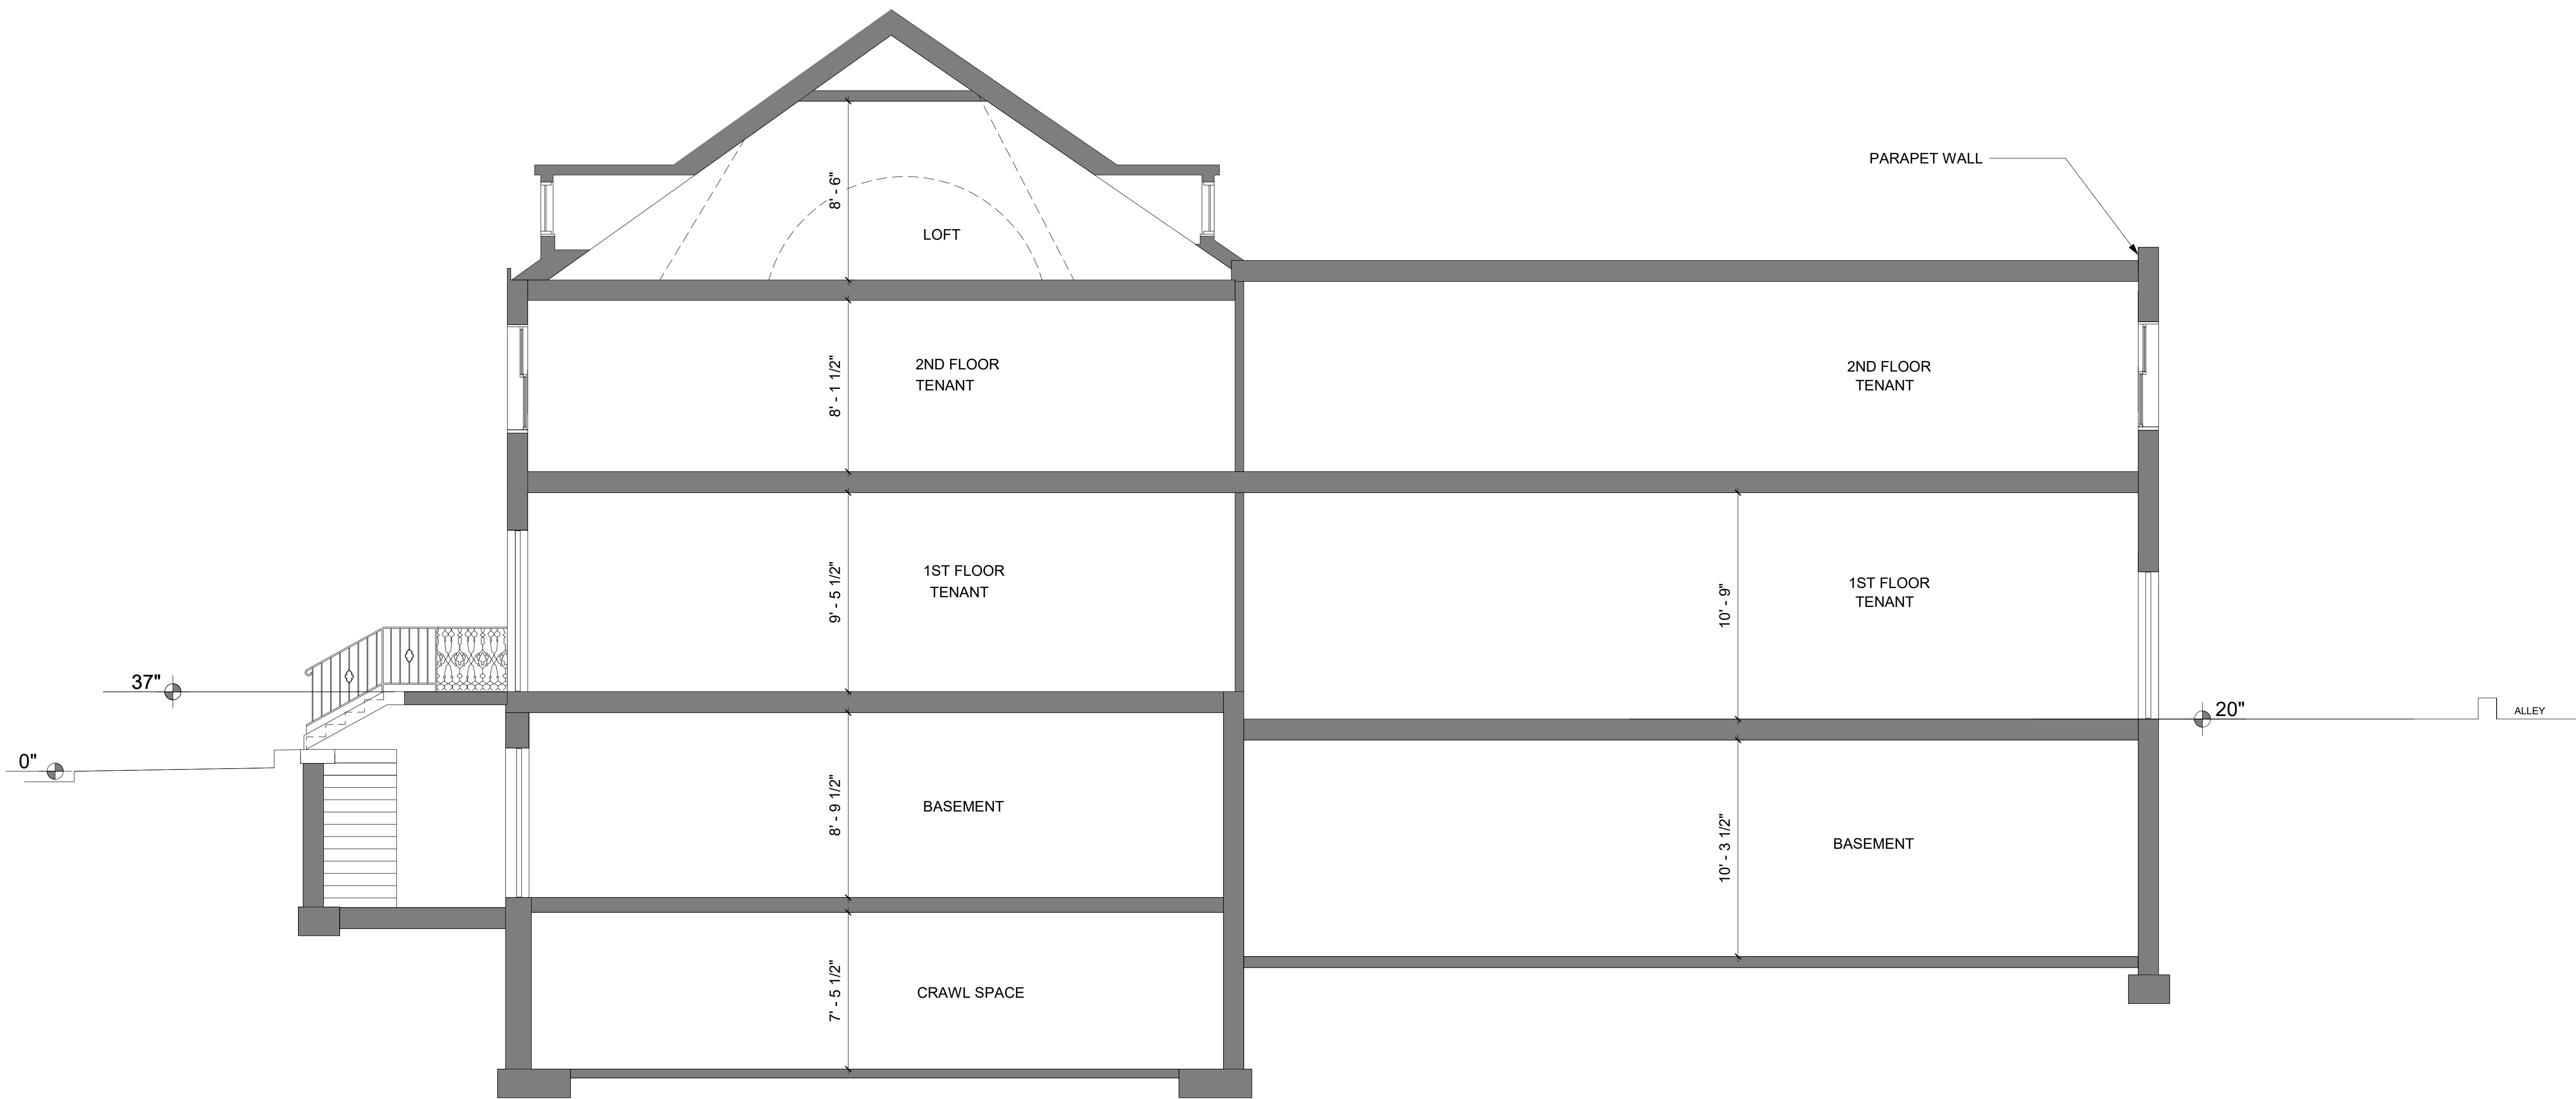 PARAPET WALL
8' - 6"
LOFT
2ND FLOOR
TENANT
8' - 1 1/2"
2ND FLOOR
TENANT
1ST FLOOR
TENANT
9' - 5 1/2"
10' - 9"
1ST FLOOR
TENANT
37"
20"
ALLEY
0"
8' - 9 1/2"
BASEMENT
10' - 3 1/2"
BASEMENT
7' - 5 1/2"
CRAWL SPACE